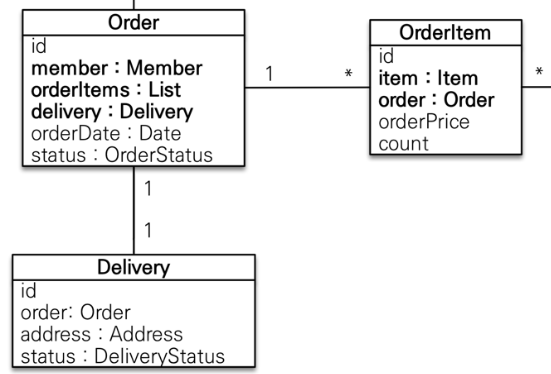 Order
id
member : Member
orderItems : List
delivery : Delivery
orderDate : Date
status : OrderStatus
1
*
OrderItem
id
item : Item
order : Order
orderPrice
count
*
1
1
Delivery
id
order: Order
address : Address
status : DeliveryStatus